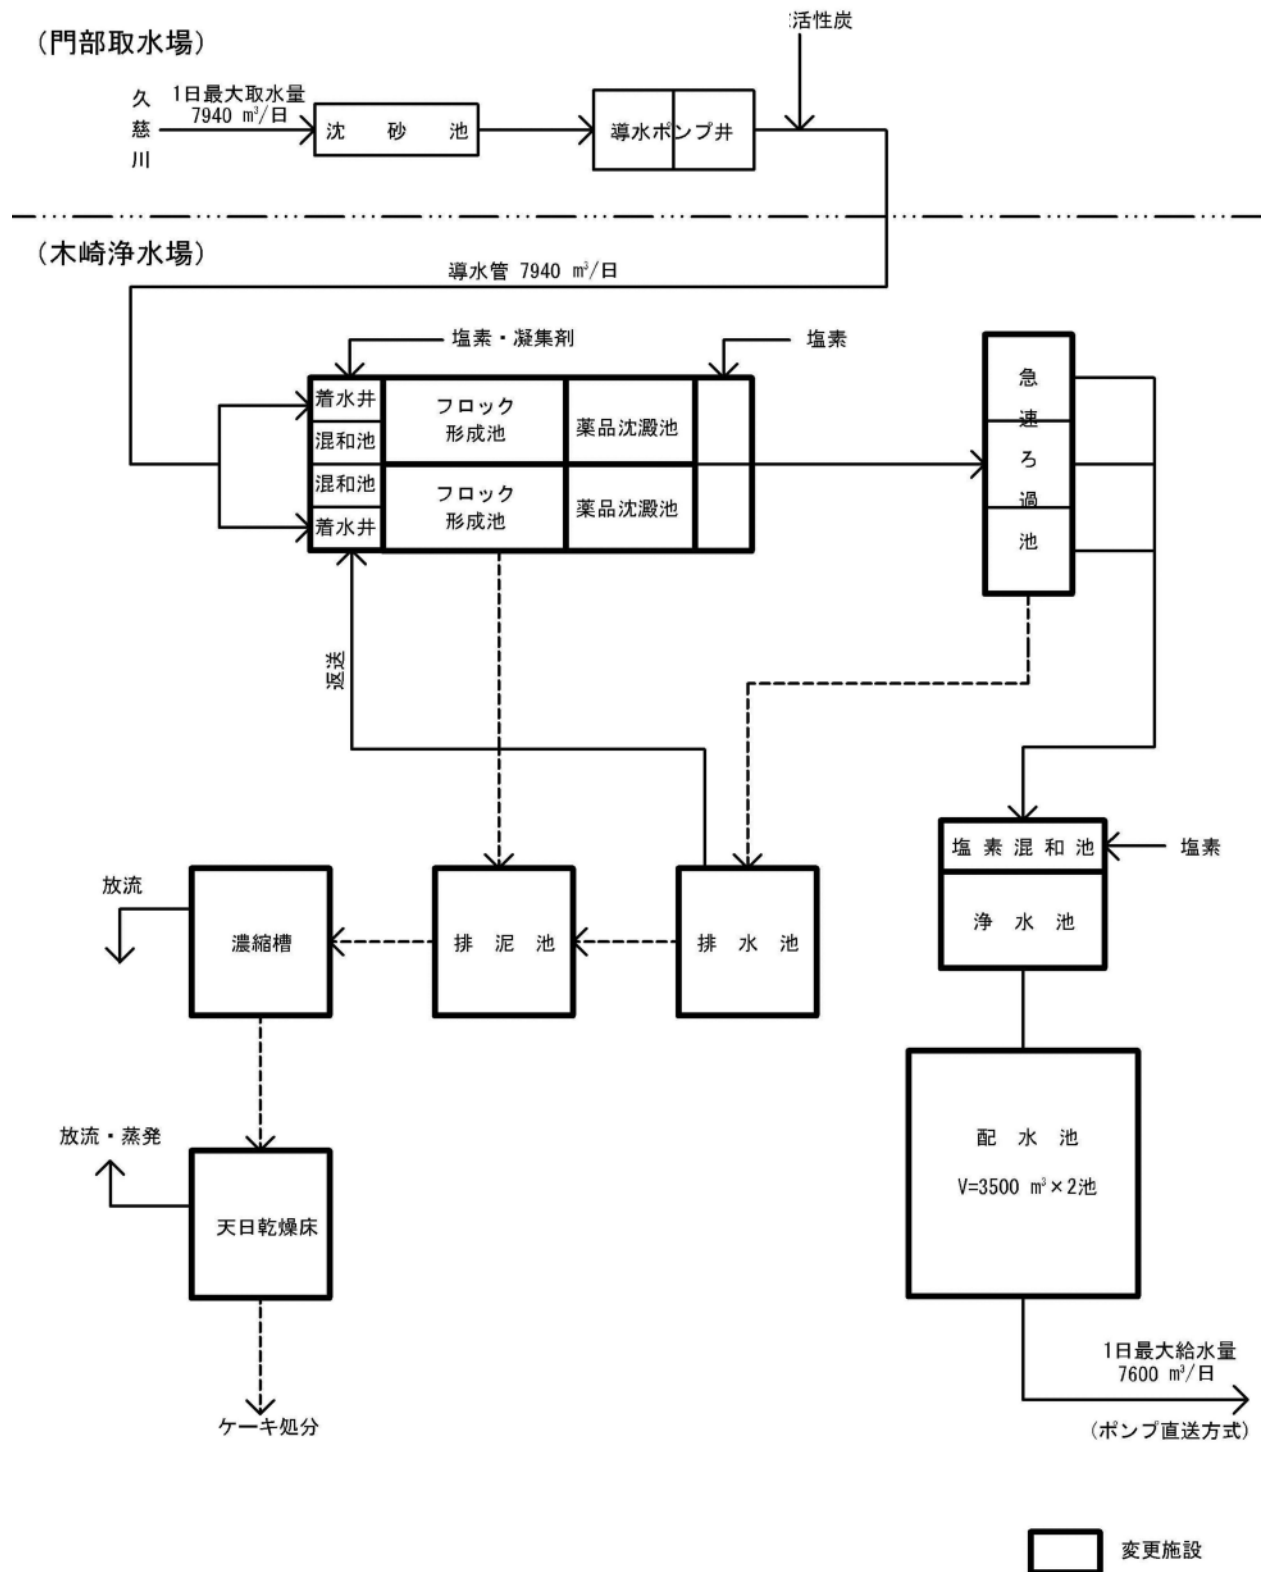 活性炭
(門部取水場)
久慈川
1日最大取水量
7940 m³/日
沈砂池
導水ポンプ井
(木崎浄水場)
導水管 7940 m³/日
塩素・凝集剤
塩素
着水井
混和池
混和池
着水井
フロック
形成池
フロック
形成池
薬品沈澱池
薬品沈澱池
急速ろ過池
返送
塩素混和池
塩素
浄水池
放流
濃縮槽
排泥池
排水池
配水池
V=3500 m³×2池
放流・蒸発
天日乾燥床
1日最大給水量
7600 m³/日
(ポンプ直送方式)
ケーキ処分
変更施設